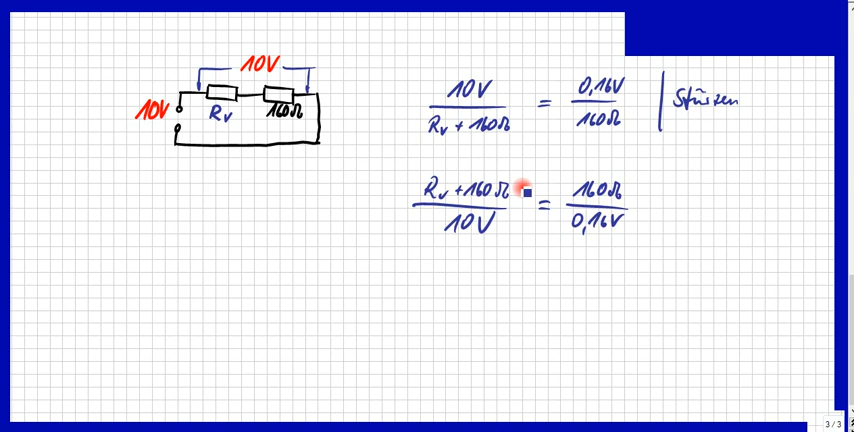 10V
10V
Rv
160Ω
10V / (Rv + 160Ω) = 0,16V / 160Ω | Stürzen
(Rv + 160Ω) / 10V = 160Ω / 0,16V
3 / 3